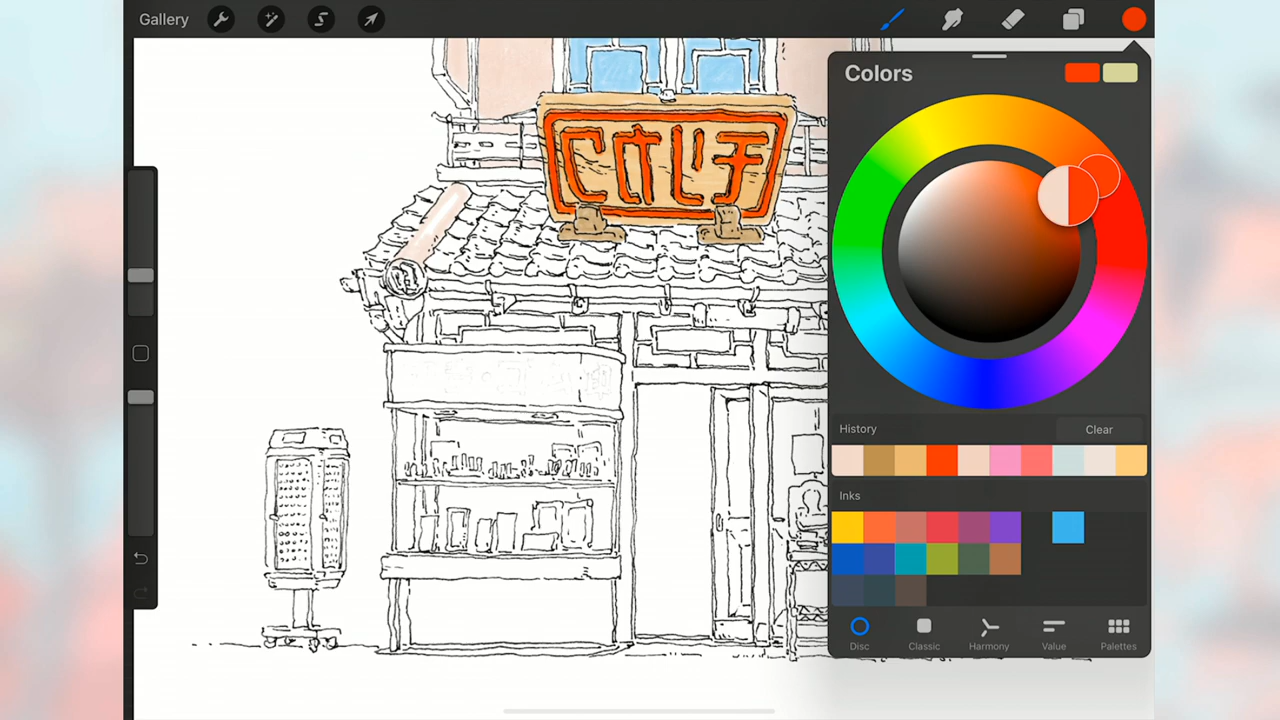 Gallery
Colors
History
Clear
Inks
Disc
Classic
Harmony
Value
Palettes